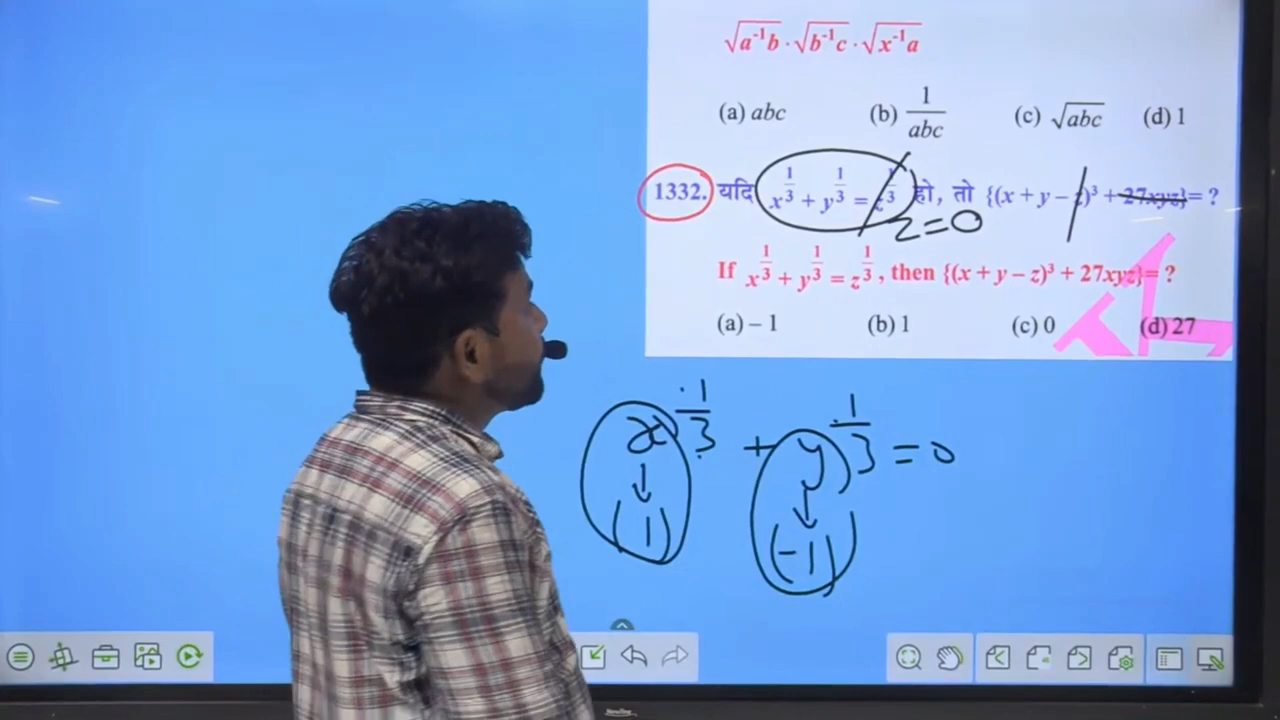 √a⁻¹b · √b⁻¹c · √x⁻¹a
(a) abc (b) 1/abc (c) √abc (d) 1
1332. यदि x^(1/3) + y^(1/3) = z^(1/3) हो, तो {(x + y – z)³ + 27xyz} = ?
z=0
If x^(1/3) + y^(1/3) = z^(1/3), then {(x + y – z)³ + 27xyz} = ?
(a) – 1 (b) 1 (c) 0 (d) 27
x^(1/3) + y^(1/3) = 0
(1) (-1)